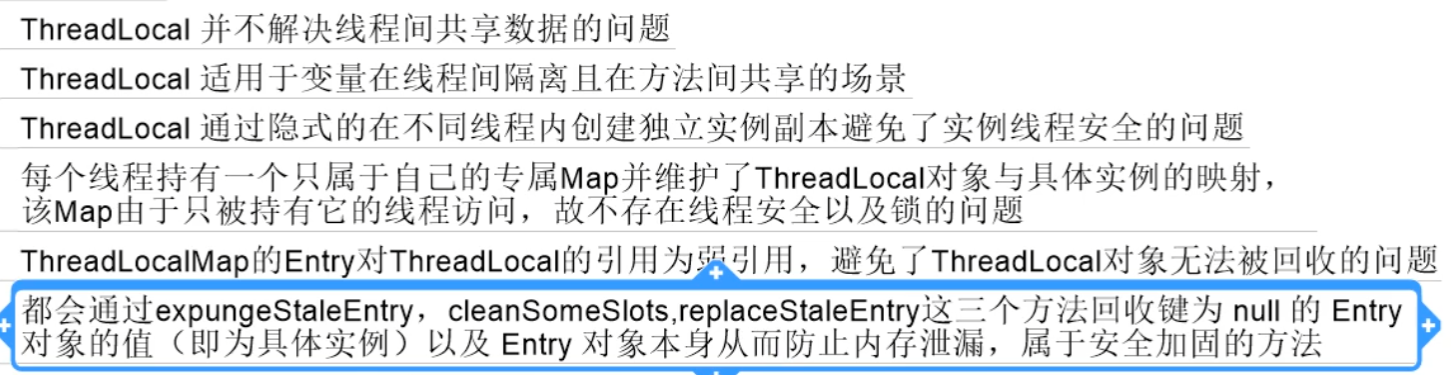 ThreadLocal 并不解决线程间共享数据的问题
ThreadLocal 适用于变量在线程间隔离且在方法间共享的场景
ThreadLocal 通过隐式的在不同线程内创建独立实例副本避免了实例线程安全的问题
每个线程持有一个只属于自己的专属Map并维护了ThreadLocal对象与具体实例的映射，
该Map由于只被持有它的线程访问，故不存在线程安全以及锁的问题
ThreadLocalMap的Entry对ThreadLocal的引用为弱引用，避免了ThreadLocal对象无法被回收的问题
都会通过expungeStaleEntry，cleanSomeSlots,replaceStaleEntry这三个方法回收键为 null 的 Entry
对象的值（即为具体实例）以及 Entry 对象本身从而防止内存泄漏，属于安全加固的方法